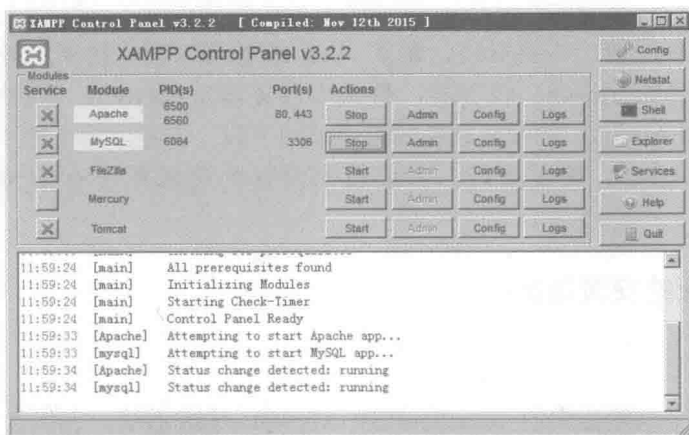 XAMPP Control Panel v3.2.2 [ Compiled: Nov 12th 2015 ]
XAMPP Control Panel v3.2.2
Config
Netstat
Shell
Explorer
Services
Help
Quit
Modules
Service Module PID(s) Port(s) Actions
Apache 6500 6560 80, 443 Stop Admin Config Logs
MySQL 6064 3306 Stop Admin Config Logs
FileZilla Start Admin Config Logs
Mercury Start Admin Config Logs
Tomcat Start Admin Config Logs
11:59:24 [main] All prerequisites found
11:59:24 [main] Initializing Modules
11:59:24 [main] Starting Check-Timer
11:59:24 [main] Control Panel Ready
11:59:33 [Apache] Attempting to start Apache app...
11:59:33 [mysql] Attempting to start MySQL app...
11:59:34 [Apache] Status change detected: running
11:59:34 [mysql] Status change detected: running